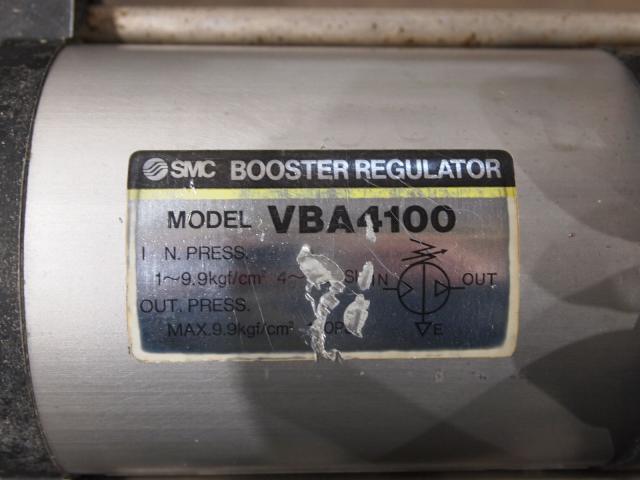 SMC BOOSTER REGULATOR
MODEL VBA4100
IN. PRESS.
1~9.9kgf/cm² 4~
OUT. PRESS.
MAX.9.9kgf/cm²
IN OUT
E